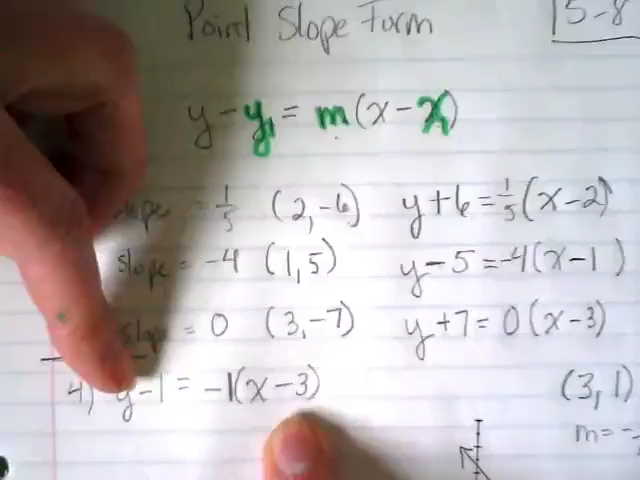 Point Slope Form
5-8
y - y₁ = m(x - x₁)
slope = 1/5 (2, -6) y + 6 = 1/5(x - 2)
slope = -4 (1, 5) y - 5 = -4(x - 1)
slope = 0 (3, -7) y + 7 = 0(x - 3)
4) y - 1 = -1(x - 3) (3, 1)
m = -